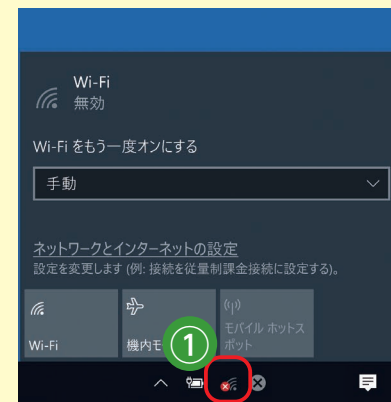 Wi-Fi
無効
Wi-Fi をもう一度オンにする
手動
ネットワークとインターネットの設定
設定を変更します (例: 接続を従量制課金接続に設定する)。
Wi-Fi
機内モ
モバイル ホットス
ポット
1